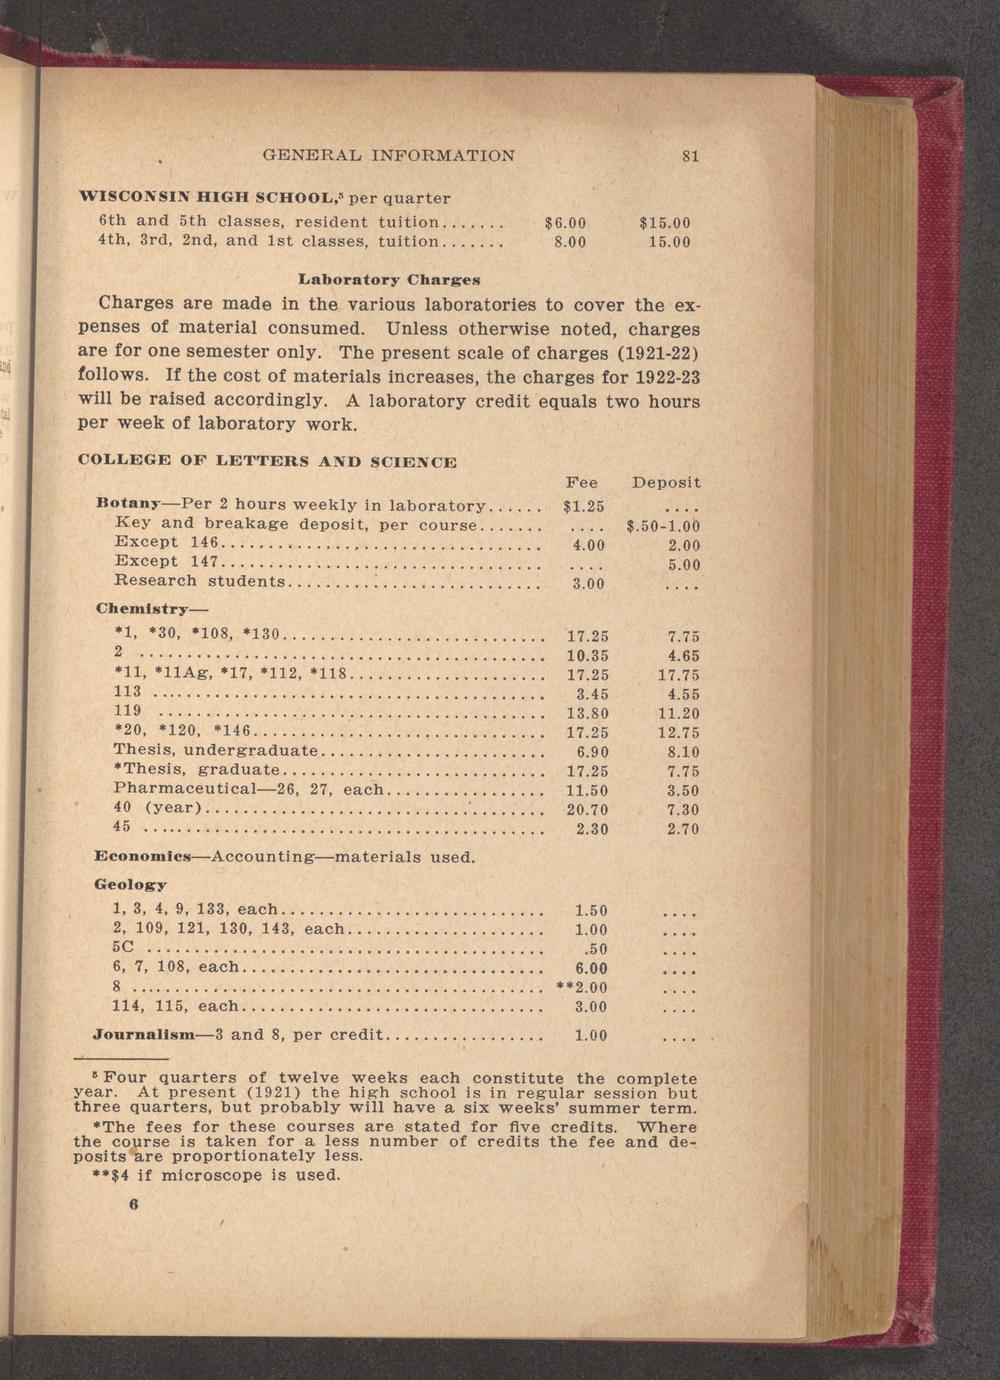 GENERAL INFORMATION 81
WISCONSIN HIGH SCHOOL,⁵ per quarter
6th and 5th classes, resident tuition....... $6.00 $15.00
4th, 3rd, 2nd, and 1st classes, tuition....... 8.00 15.00
Laboratory Charges
Charges are made in the various laboratories to cover the ex-
penses of material consumed. Unless otherwise noted, charges
are for one semester only. The present scale of charges (1921-22)
follows. If the cost of materials increases, the charges for 1922-23
will be raised accordingly. A laboratory credit equals two hours
per week of laboratory work.
COLLEGE OF LETTERS AND SCIENCE
Fee Deposit
Botany—Per 2 hours weekly in laboratory...... $1.25 ....
Key and breakage deposit, per course....... .... $.50-1.00
Except 146.................................. 4.00 2.00
Except 147.................................. .... 5.00
Research students........................... 3.00 ....
Chemistry—
*1, *30, *108, *130............................ 17.25 7.75
2 ........................................... 10.35 4.65
*11, *11Ag, *17, *112, *118..................... 17.25 17.75
113 .......................................... 3.45 4.55
119 ......................................... 13.80 11.20
*20, *120, *146............................... 17.25 12.75
Thesis, undergraduate........................ 6.90 8.10
*Thesis, graduate............................ 17.25 7.75
Pharmaceutical—26, 27, each................. 11.50 3.50
40 (year).................................... 20.70 7.30
45 ........................................... 2.30 2.70
Economics—Accounting—materials used.
Geology
1, 3, 4, 9, 133, each............................ 1.50 ....
2, 109, 121, 130, 143, each..................... 1.00 ....
5C .......................................... .50 ....
6, 7, 108, each................................ 6.00 ....
8 ............................................ **2.00 ....
114, 115, each................................ 3.00 ....
Journalism—3 and 8, per credit................. 1.00 ....
⁵ Four quarters of twelve weeks each constitute the complete
year. At present (1921) the high school is in regular session but
three quarters, but probably will have a six weeks' summer term.
*The fees for these courses are stated for five credits. Where
the course is taken for a less number of credits the fee and de-
posits are proportionately less.
**$4 if microscope is used.
6